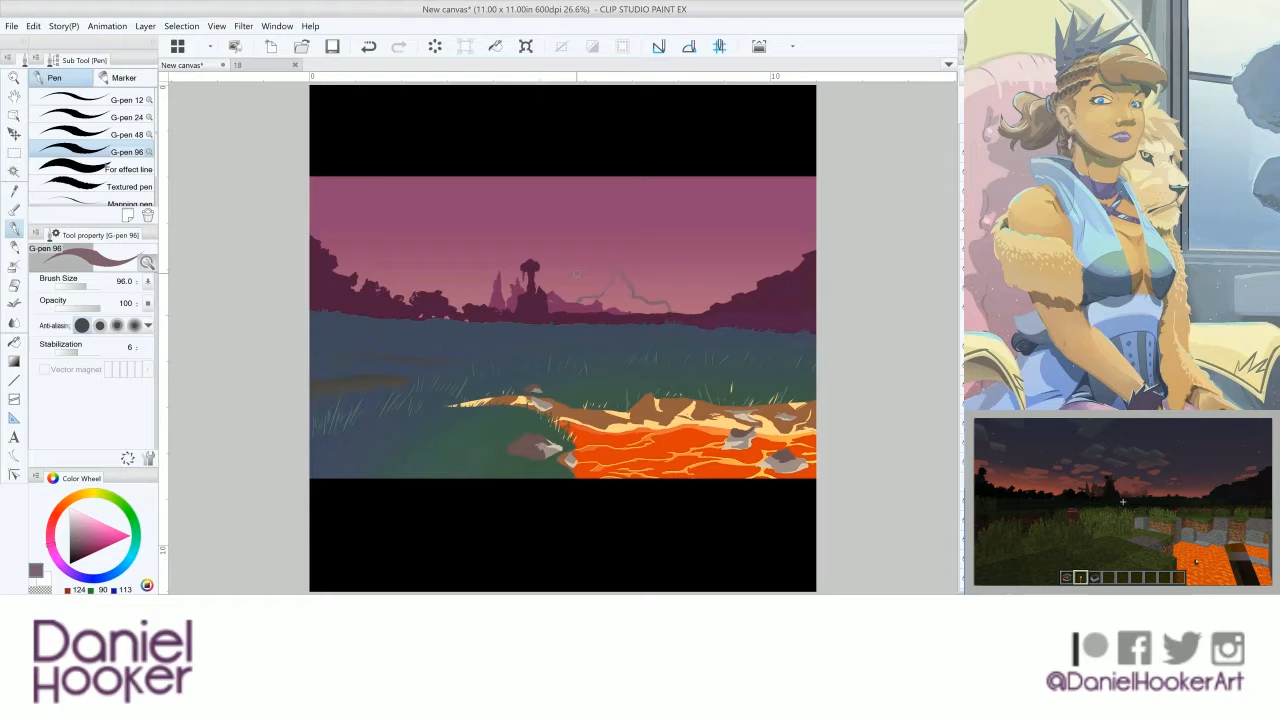 New canvas* (11.00 x 11.00in 600dpi 26.6%) - CLIP STUDIO PAINT EX
File Edit Story(P) Animation Layer Selection View Filter Window Help
Sub Tool [Pen]
New canvas* 18
Pen Marker
0 10
G-pen 12
G-pen 24
G-pen 48
G-pen 96
For effect line
Textured pen
Mapping pen
Tool property [G-pen 96]
G-pen 96
Brush Size 96.0
Opacity 100
Anti-aliasing
Stabilization 6
Vector magnet
Color Wheel
124 90 113
Daniel
Hooker
@DanielHookerArt